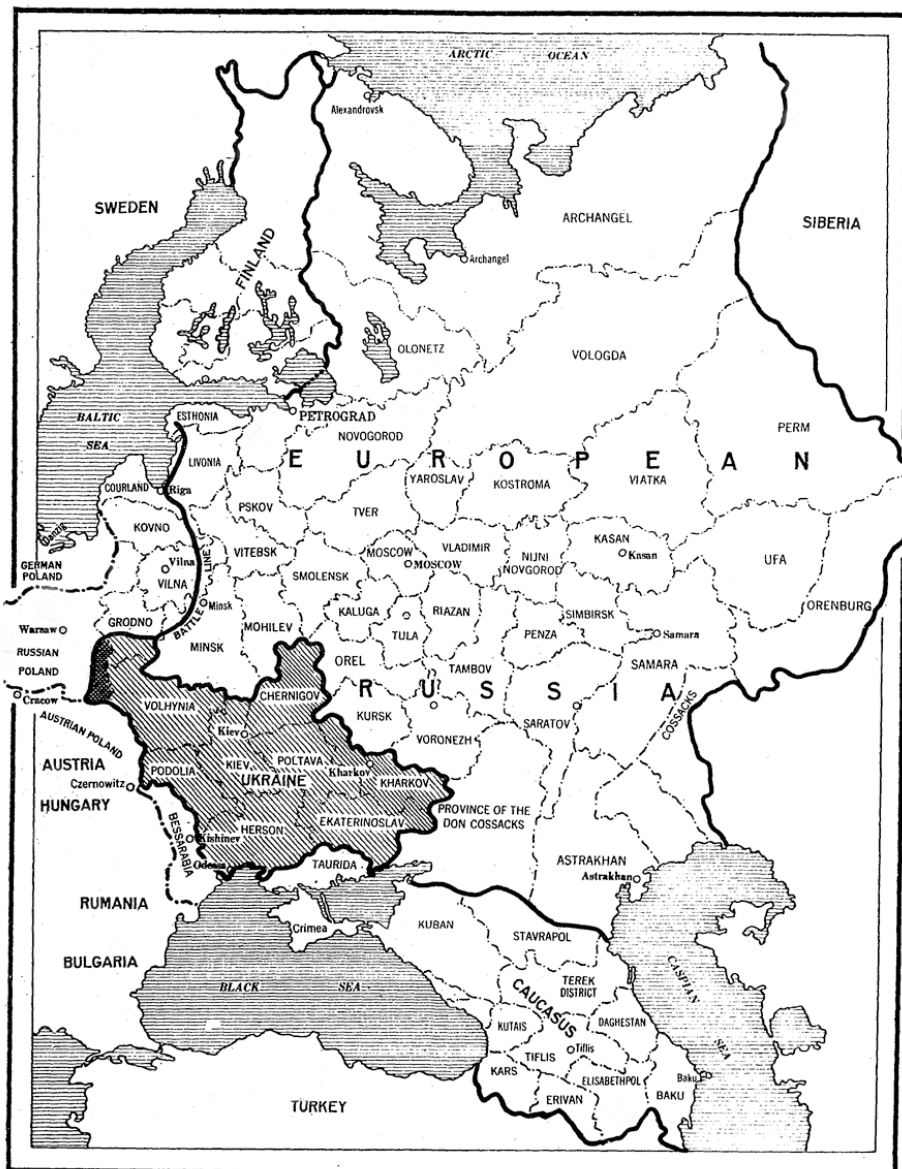 ARCTIC OCEAN
Alexandrovsk
SWEDEN
FINLAND
ARCHANGEL
Archangel
SIBERIA
OLONETZ
VOLOGDA
BALTIC
SEA
ESTHONIA
PETROGRAD
NOVOGOROD
PERM
EUROPEAN
LIVONIA
YAROSLAV
KOSTROMA
VIATKA
COURLAND
Riga
PSKOV
TVER
Danzig
KOVNO
VITEBSK
MOSCOW
MOSCOW
VLADIMIR
NIJNI
NOVGOROD
KASAN
Kasan
UFA
GERMAN
POLAND
Vilna
VILNA
BATTLE LINE
Minsk
SMOLENSK
ORENBURG
GRODNO
MOHILEV
KALUGA
TULA
RIAZAN
PENZA
SIMBIRSK
Samara
Warsaw
RUSSIAN
POLAND
MINSK
OREL
TAMBOV
SAMARA
RUSSIA
COSSACKS
Cracow
CHERNIGOV
VOLHYNIA
KURSK
SARATOV
AUSTRIAN POLAND
Kiev
VORONEZH
AUSTRIA
HUNGARY
PODOLIA
KIEV
POLTAVA
Kharkov
KHARKOV
UKRAINE
Czernowitz
BESSARABIA
Kishinev
HERSON
EKATERINOSLAV
PROVINCE OF THE
DON COSSACKS
Odessa
TAURIDA
ASTRAKHAN
Astrakhan
RUMANIA
Crimea
KUBAN
STAVRAPOL
BULGARIA
BLACK SEA
CAUCASUS
TEREK
DISTRICT
CASPIAN SEA
KUTAIS
DAGHESTAN
TIFLIS
Tiflis
KARS
ELISABETHPOL
Baku
BAKU
ERIVAN
TURKEY